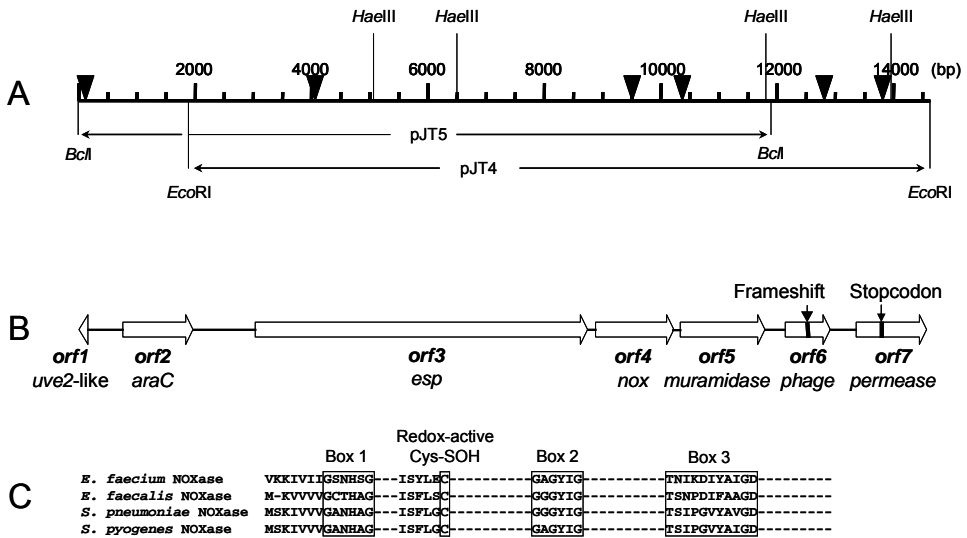 HaeIII HaeIII HaeIII HaeIII
A 2000 4000 6000 8000 10000 12000 14000 (bp)
pJT5
BclI BclI
pJT4
EcoRI EcoRI
Frameshift Stopcodon
B
orf1 orf2 orf3 orf4 orf5 orf6 orf7
uve2-like araC esp nox muramidase phage permease
Redox-active
Box 1 Cys-SOH Box 2 Box 3
C
E. faecium NOXase VKKIVIIGSNHSG---ISYLEC----------GAGYIG----------TNIKDIYAIGD---------
E. faecalis NOXase M-KVVVVGCTHAG---ISFLSC----------GGGYIG----------TSNPDIFAAGD---------
S. pneumoniae NOXase MSKIVVVGANHAG---ISFLGC----------GGGYIG----------TSIPGVYAVGD---------
S. pyogenes NOXase MSKIVVVGANHAG---ISFLGC----------GAGYIG----------TSIPGVYAIGD---------